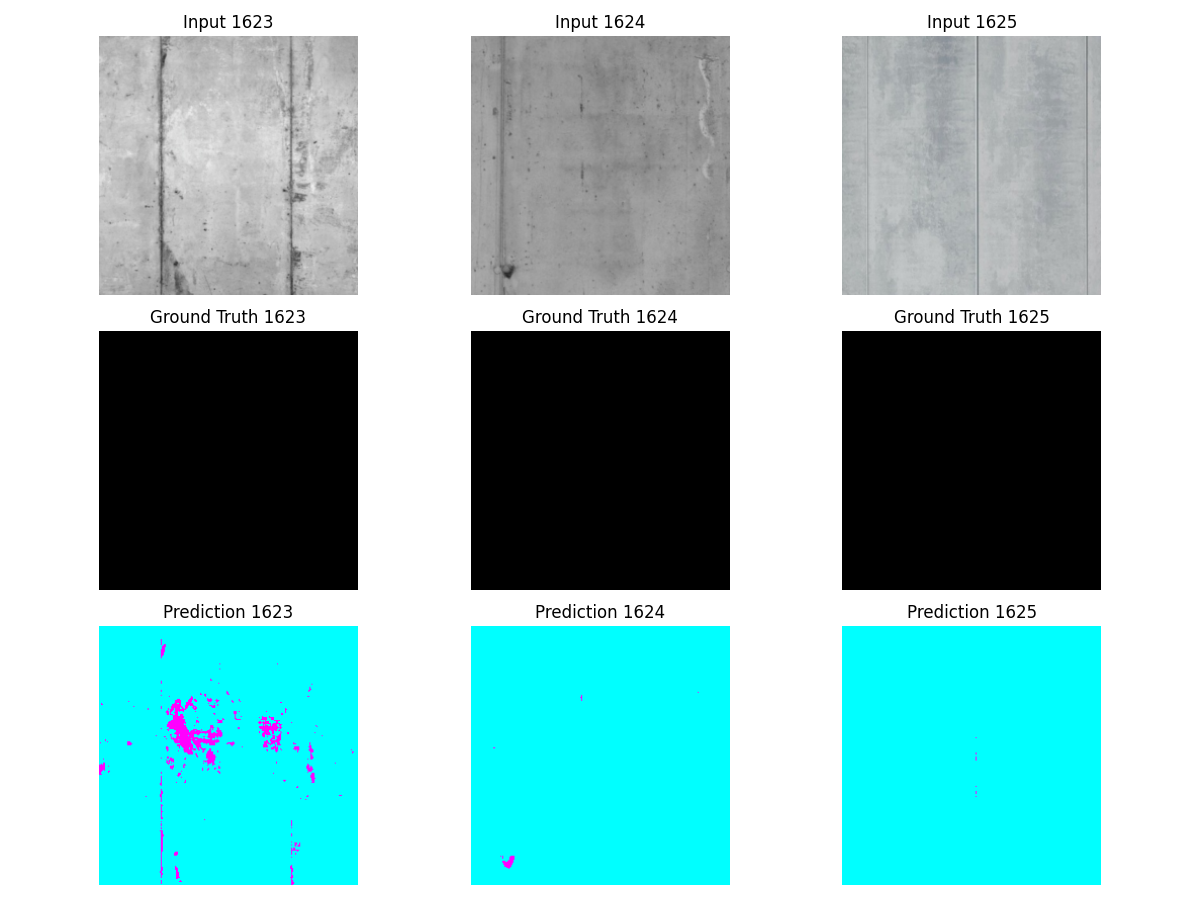 Input 1623
Input 1624
Input 1625
Ground Truth 1623
Ground Truth 1624
Ground Truth 1625
Prediction 1623
Prediction 1624
Prediction 1625